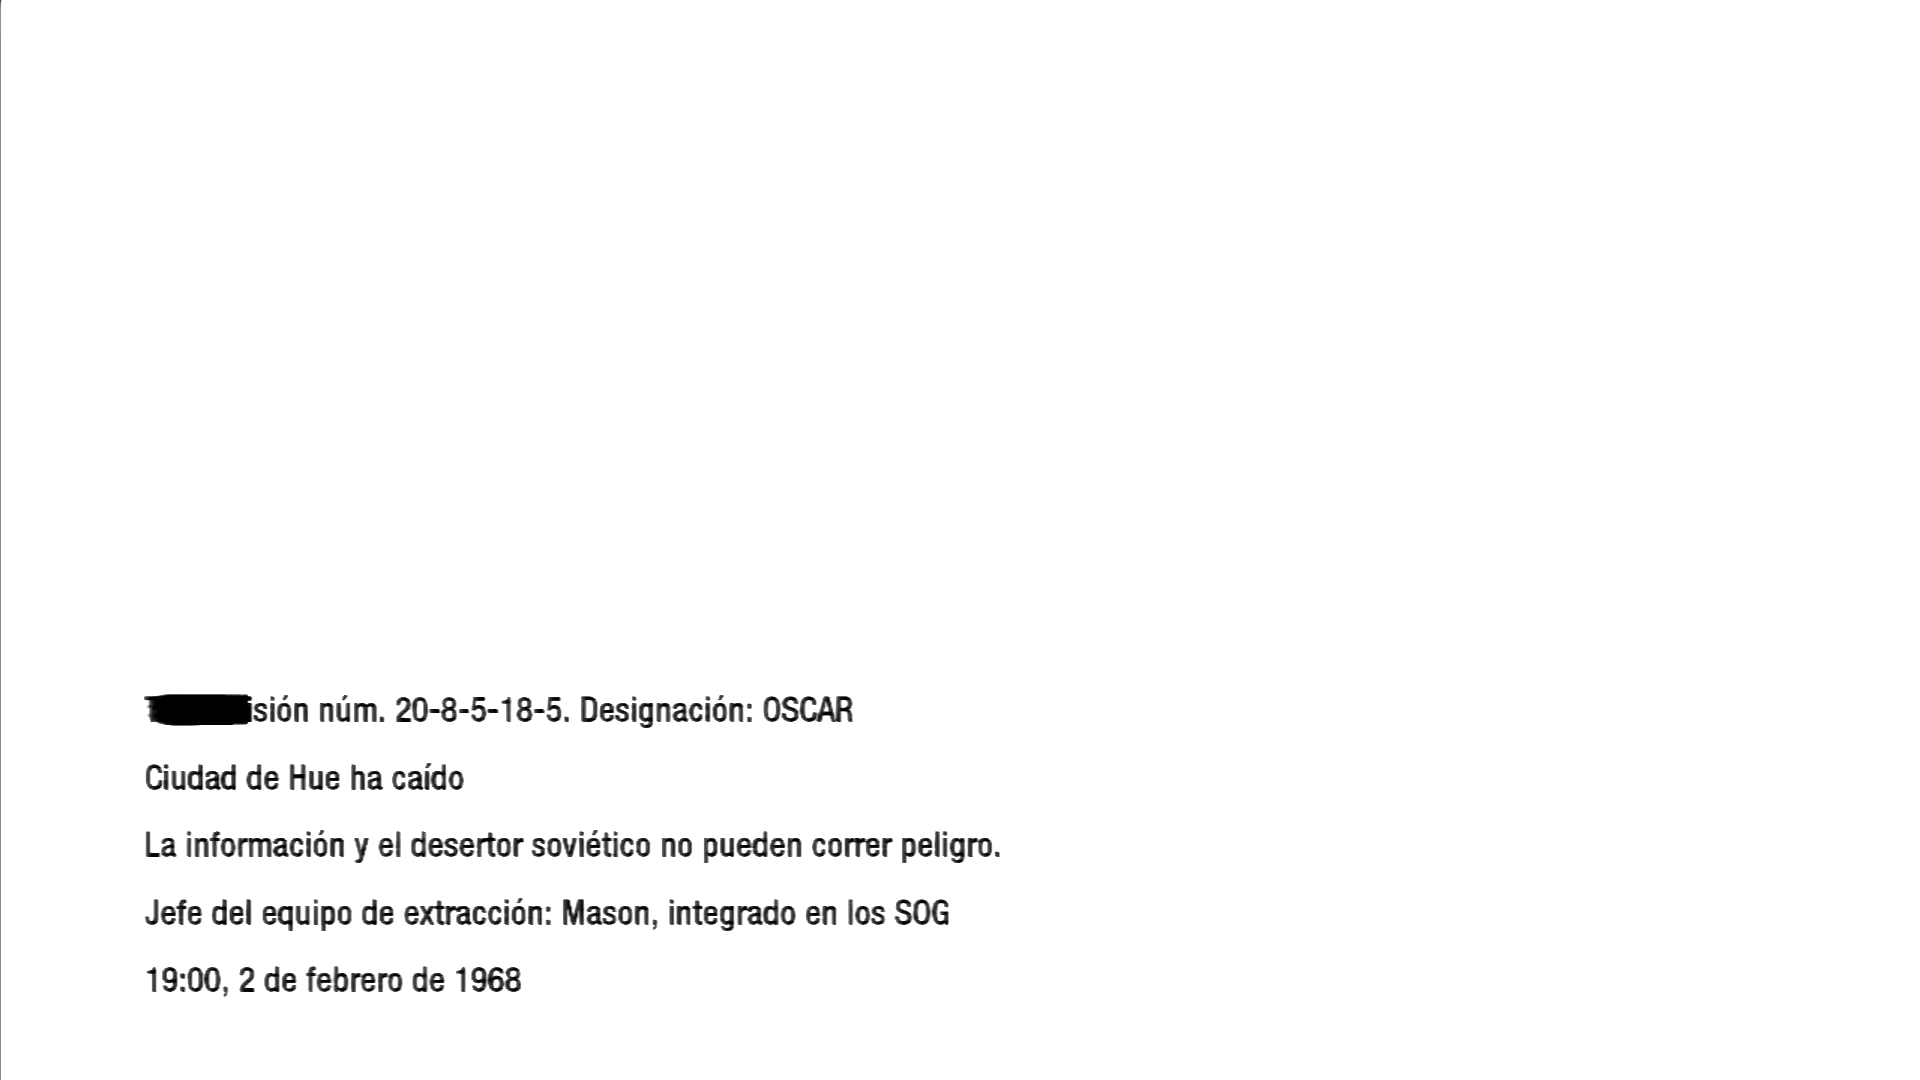 núm. 20-8-5-18-5. Designación: OSCAR
Ciudad de Hue ha caído
La información y el desertor soviético no pueden correr peligro.
Jefe del equipo de extracción: Mason, integrado en los SOG
19:00, 2 de febrero de 1968